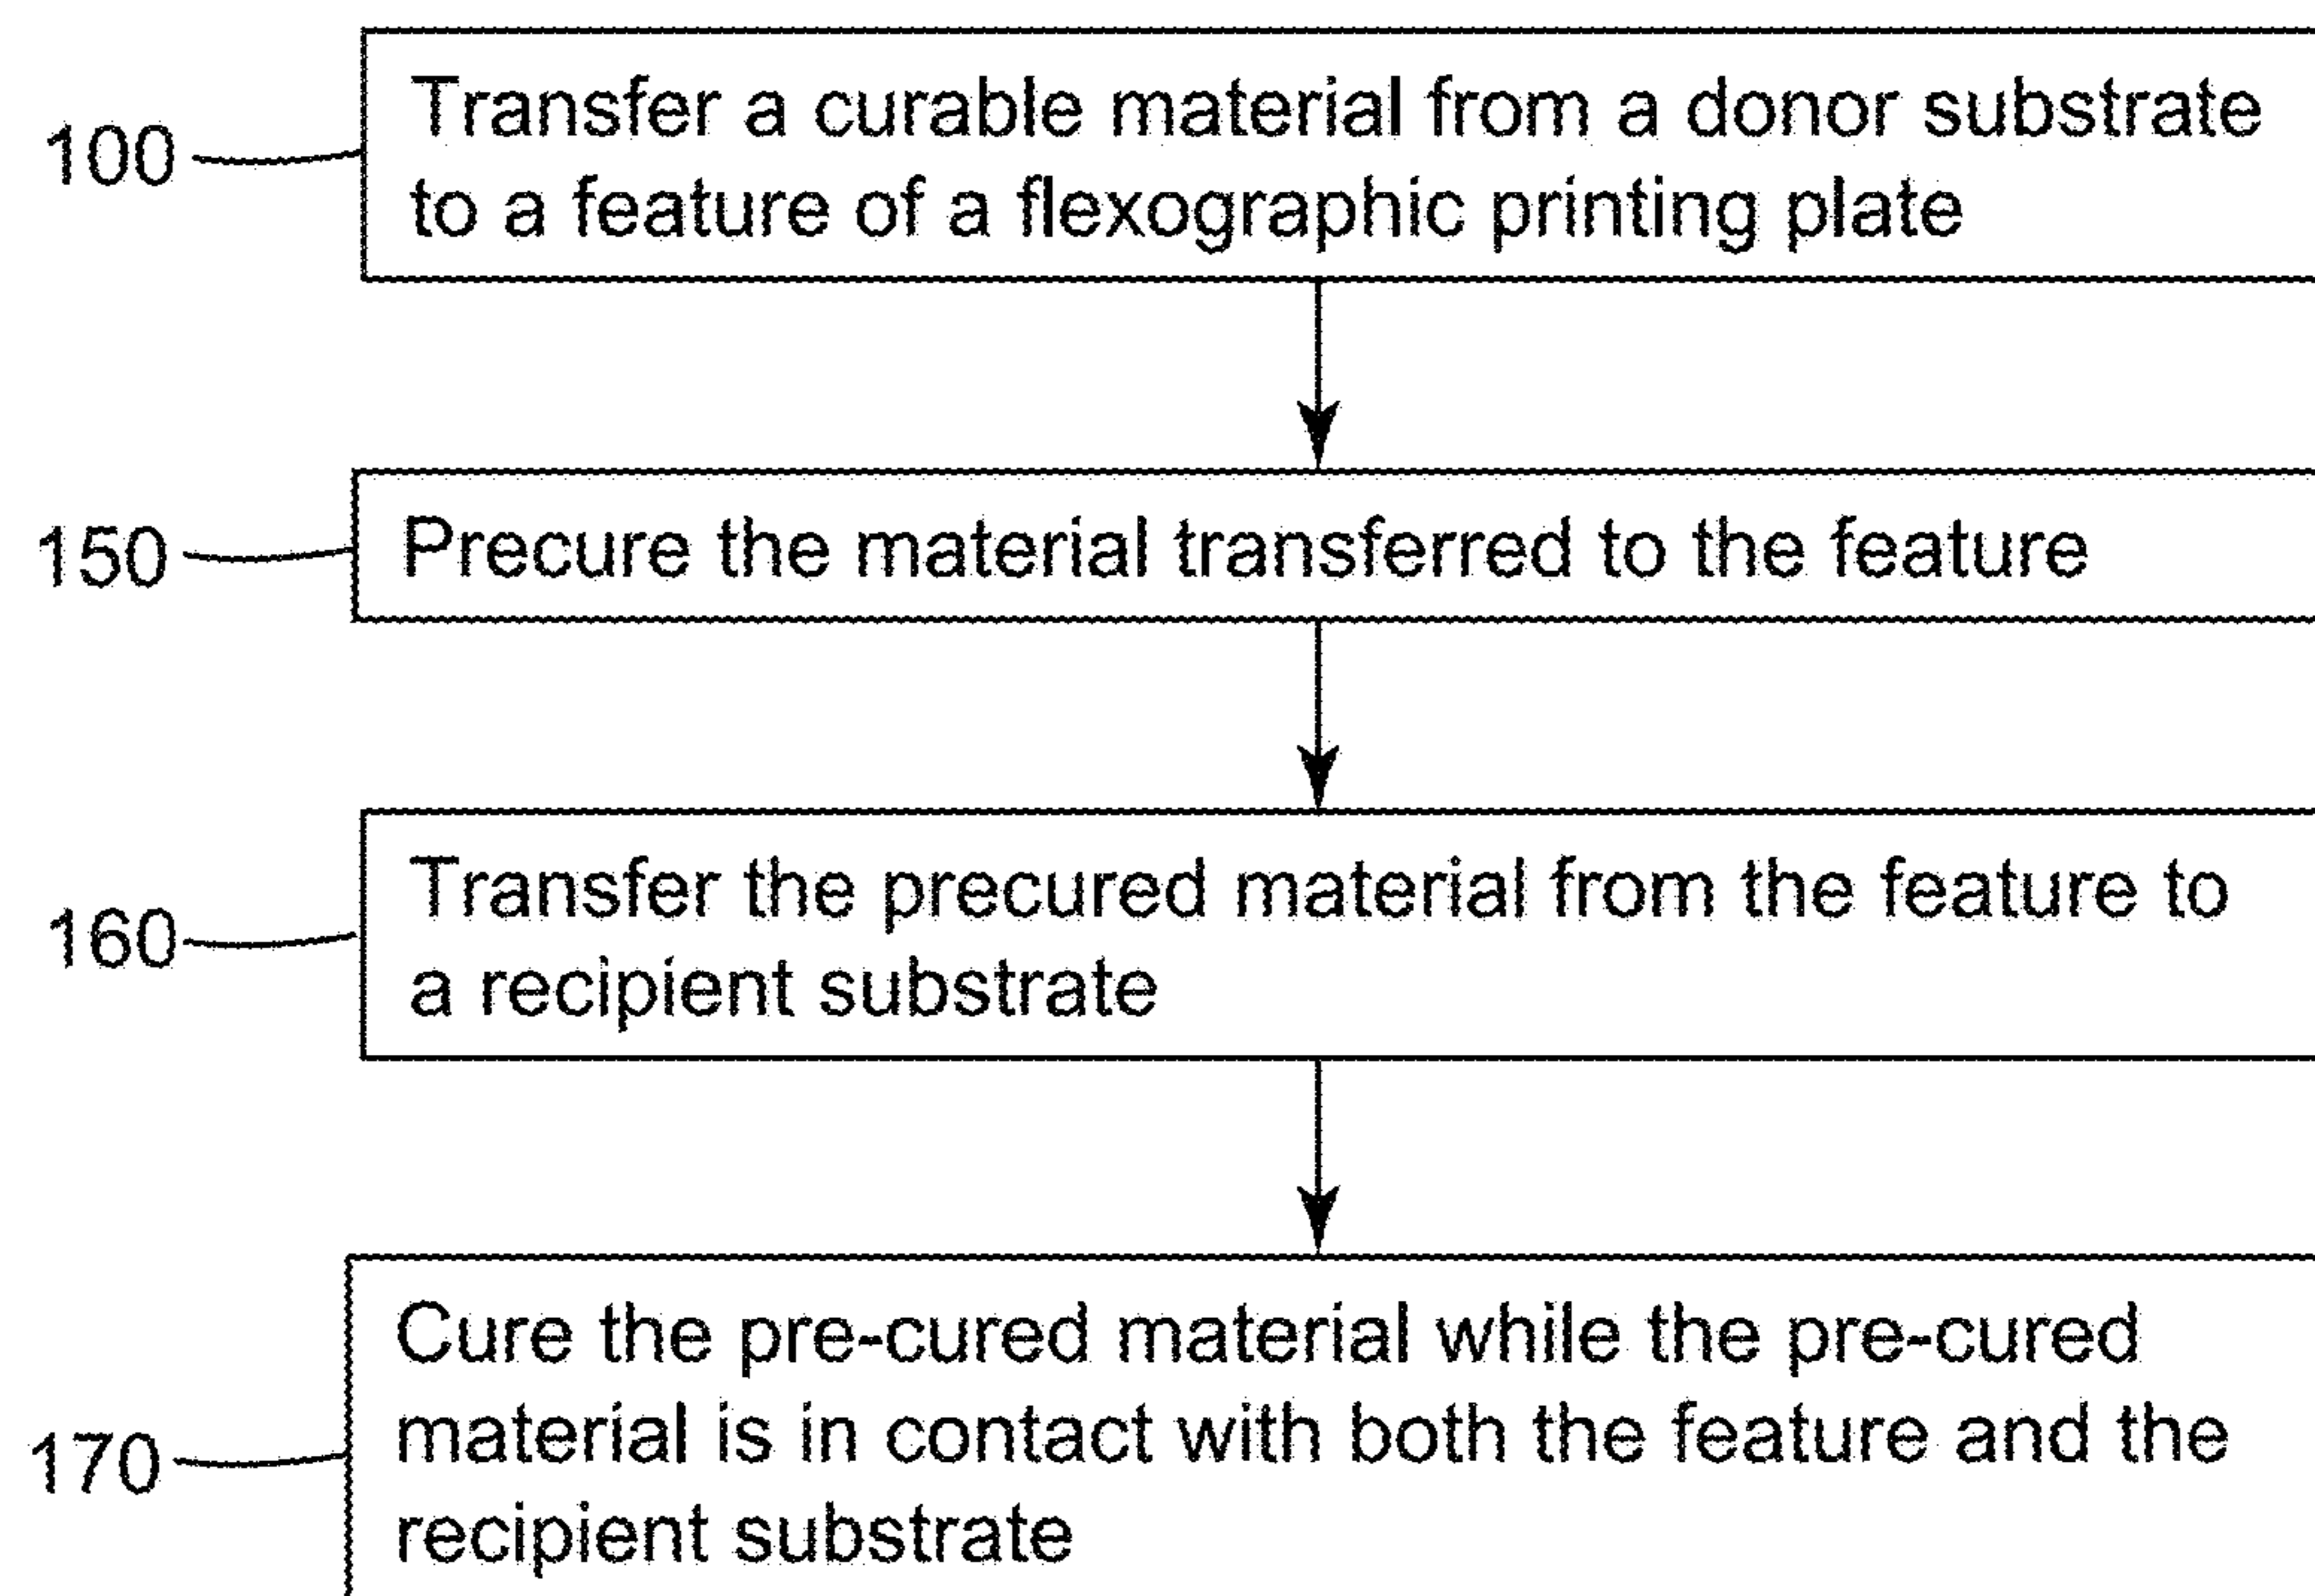 100
Transfer a curable material from a donor substrate
to a feature of a flexographic printing plate
150
Precure the material transferred to the feature
160
Transfer the precured material from the feature to
a recipient substrate
170
Cure the pre-cured material while the pre-cured
material is in contact with both the feature and the
recipient substrate